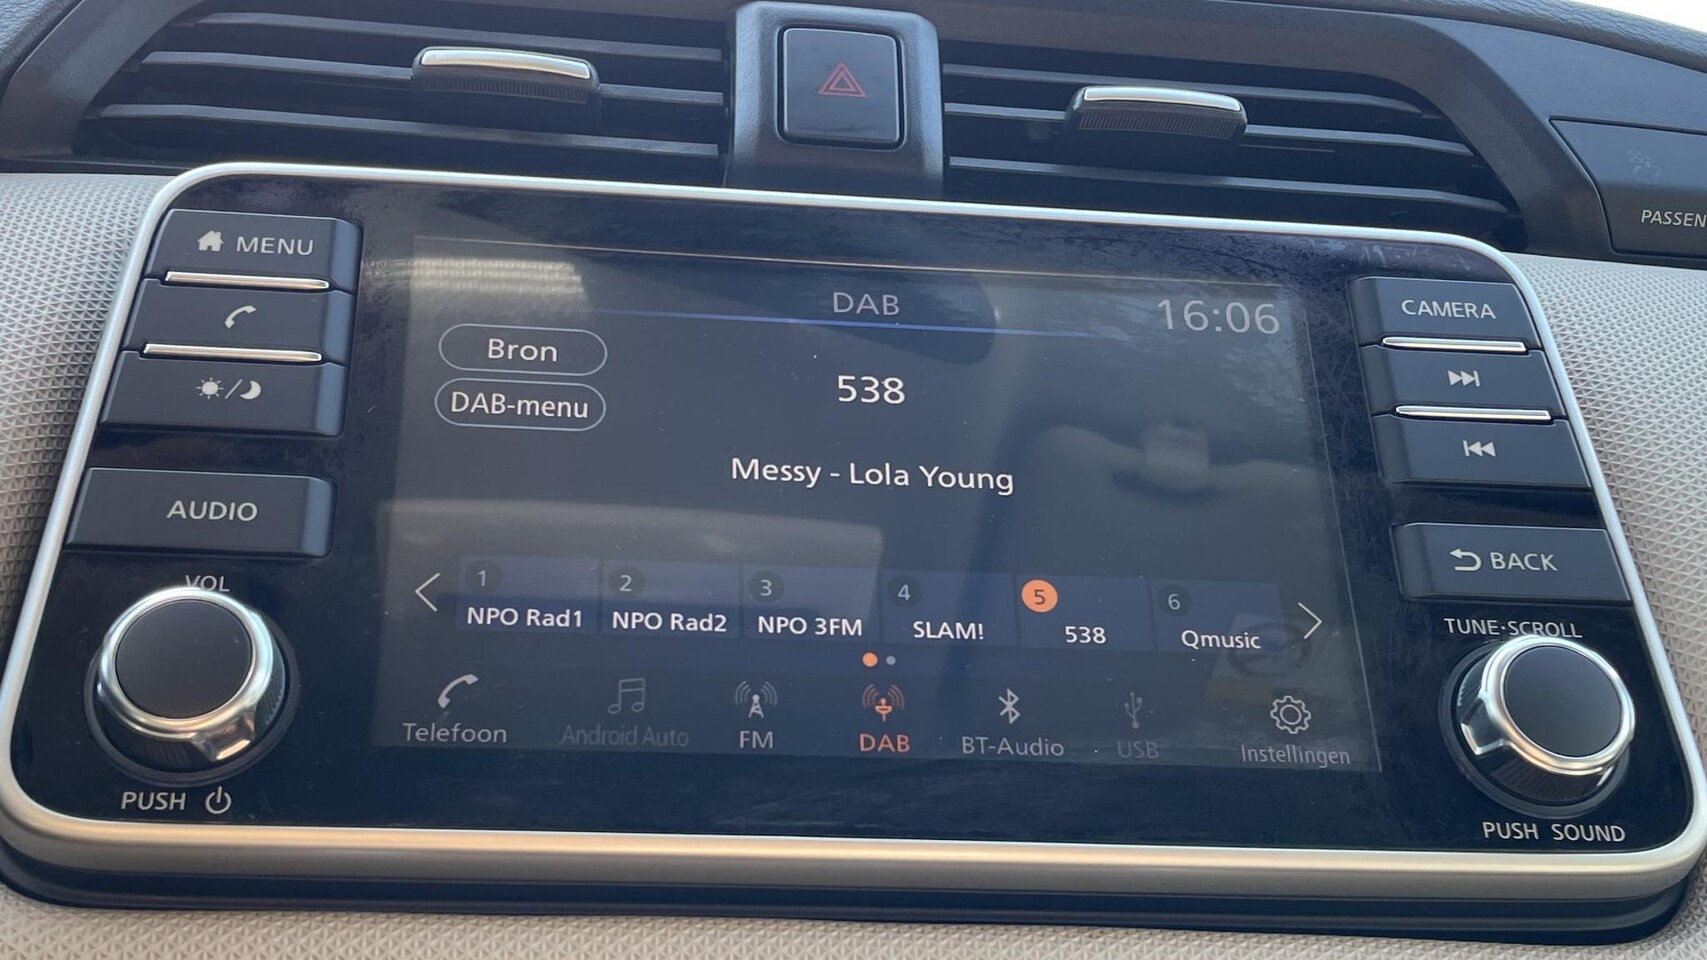 PASSEN
MENU
CAMERA
DAB
16:06
Bron
DAB-menu
538
Messy - Lola Young
AUDIO
BACK
VOL
TUNE·SCROLL
1
2
3
4
5
6
NPO Rad1
NPO Rad2
NPO 3FM
SLAM!
538
Qmusic
Telefoon
Android Auto
FM
DAB
BT-Audio
USB
Instellingen
PUSH
PUSH SOUND